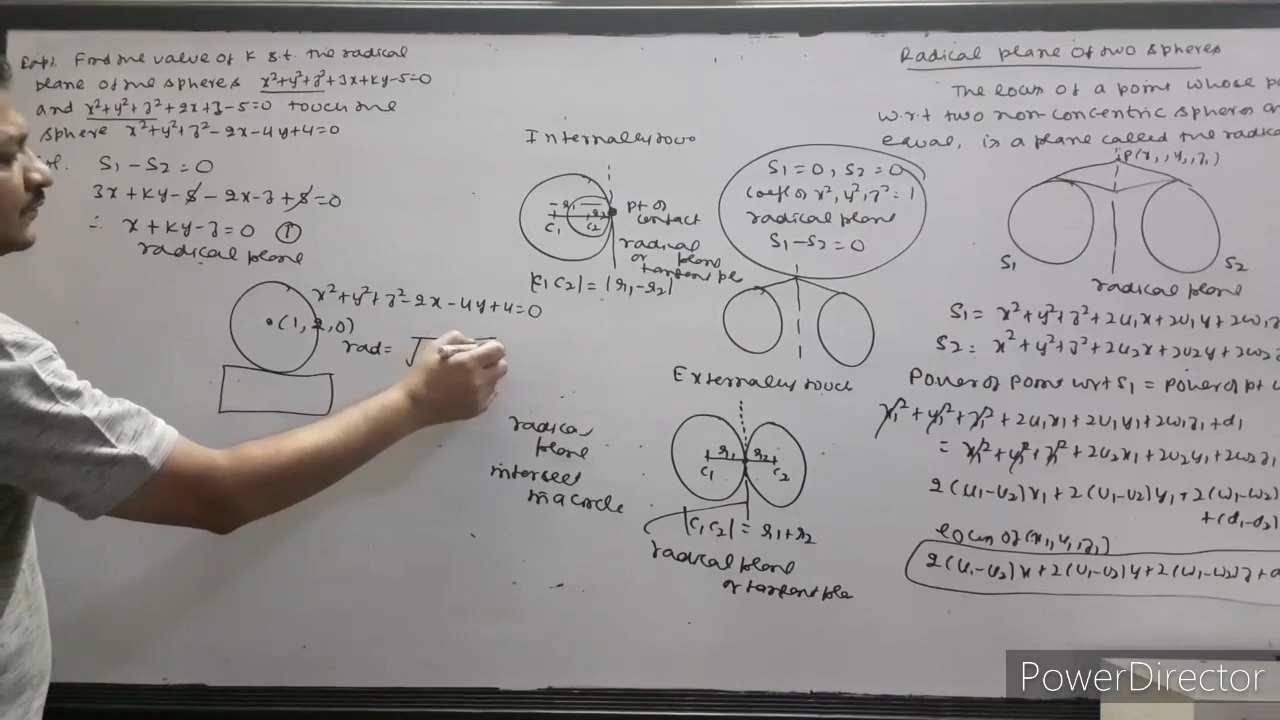 Find the value of K s.t. the radical
plane of the spheres x²+y²+z²+3x+ky-5=0
and x²+y²+z²+2x+z-5=0 touch the
sphere x²+y²+z²-2x-4y+4=0
S₁-S₂=0
3x+ky-5-2x-z+5=0
∴ x+ky-z=0 ①
radical plane
x²+y²+z²-2x-4y+4=0
(1,2,0)
rad= √
Internally touch
r₁ r₂
C₁ C₂
pt of
contact
radical
or plane
tangent ple
|C₁C₂|=|r₁-r₂|
S₁=0, S₂=0
coeff of x², y², z²=1
radical plane
S₁-S₂=0
Externally touch
r₁ r₂
C₁ C₂
radical
plane
intersect
in a circle
|C₁C₂|=r₁+r₂
radical plane
or tangent ple
Radical plane of two spheres
The locus of a point whose po
w.r.t two non-concentric spheres ar
equal, is a plane called the radica
P(x₁,y₁,z₁)
S₁ S₂
radical plane
S₁= x²+y²+z²+2u₁x+2v₁y+2w₁z
S₂= x²+y²+z²+2u₂x+2v₂y+2w₂z
Power of point wrt S₁ = power of pt
x₁²+y₁²+z₁²+2u₁x₁+2v₁y₁+2w₁z₁+d₁
= x₁²+y₁²+z₁²+2u₂x₁+2v₂y₁+2w₂z₁
2(u₁-u₂)x₁+2(v₁-v₂)y₁+2(w₁-w₂)
+(d₁-d₂)
locus of (x₁,y₁,z₁)
2(u₁-u₂)x+2(v₁-v₂)y+2(w₁-w₂)z+d
PowerDirector